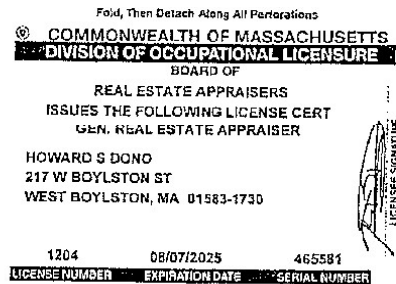 Fold, Then Detach Along All Perforations
COMMONWEALTH OF MASSACHUSETTS
DIVISION OF OCCUPATIONAL LICENSURE
BOARD OF
REAL ESTATE APPRAISERS
ISSUES THE FOLLOWING LICENSE CERT
GEN. REAL ESTATE APPRAISER
HOWARD S DONO
217 W BOYLSTON ST
WEST BOYLSTON, MA 01583-1730
LICENSEE SIGNATURE
1204 08/07/2025 465581
LICENSE NUMBER EXPIRATION DATE SERIAL NUMBER